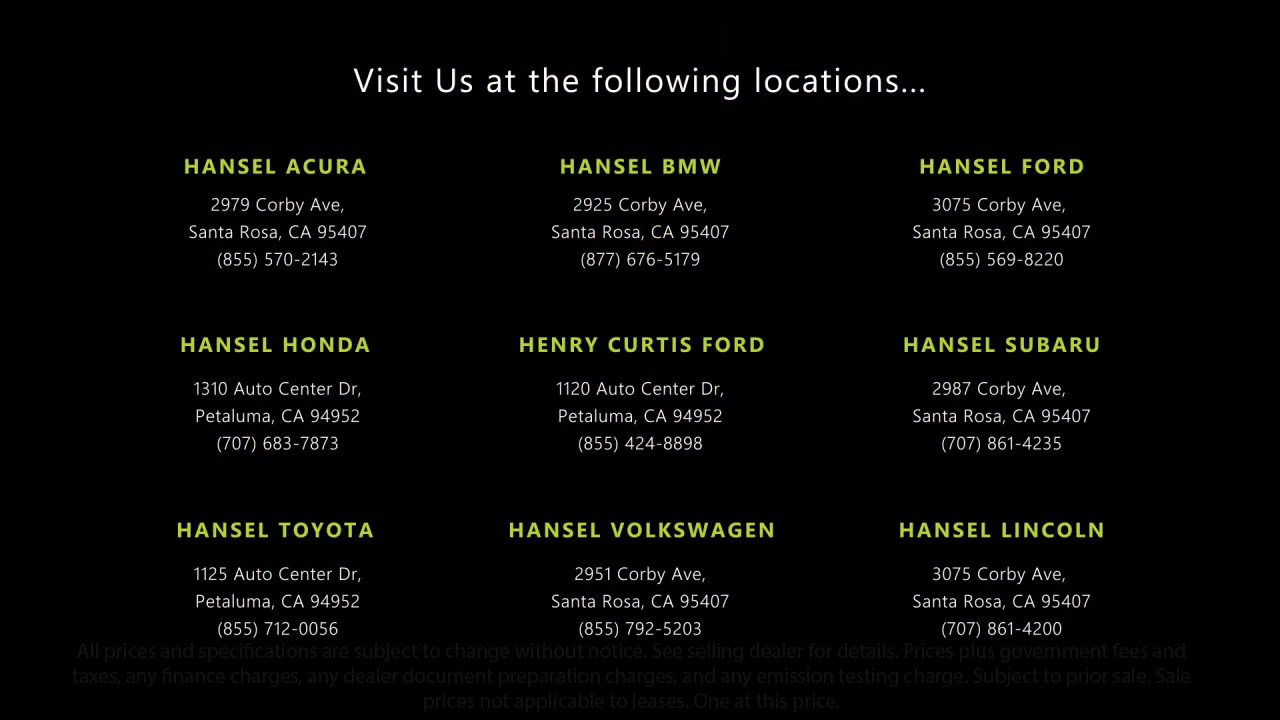 Visit Us at the following locations...
HANSEL ACURA
2979 Corby Ave,
Santa Rosa, CA 95407
(855) 570-2143
HANSEL BMW
2925 Corby Ave,
Santa Rosa, CA 95407
(877) 676-5179
HANSEL FORD
3075 Corby Ave,
Santa Rosa, CA 95407
(855) 569-8220
HANSEL HONDA
1310 Auto Center Dr,
Petaluma, CA 94952
(707) 683-7873
HENRY CURTIS FORD
1120 Auto Center Dr,
Petaluma, CA 94952
(855) 424-8898
HANSEL SUBARU
2987 Corby Ave,
Santa Rosa, CA 95407
(707) 861-4235
HANSEL TOYOTA
1125 Auto Center Dr,
Petaluma, CA 94952
(855) 712-0056
HANSEL VOLKSWAGEN
2951 Corby Ave,
Santa Rosa, CA 95407
(855) 792-5203
HANSEL LINCOLN
3075 Corby Ave,
Santa Rosa, CA 95407
(707) 861-4200
All prices and specifications are subject to change without notice. See selling dealer for details. Prices plus government fees and
taxes, any finance charges, any dealer document preparation charges, and any emission testing charge. Subject to prior sale. Sale
prices not applicable to leases. One at this price.